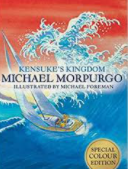 KENSUKE'S KINGDOM
MICHAEL MORPURGO
ILLUSTRATED BY MICHAEL FOREMAN
SPECIAL
COLOUR
EDITION